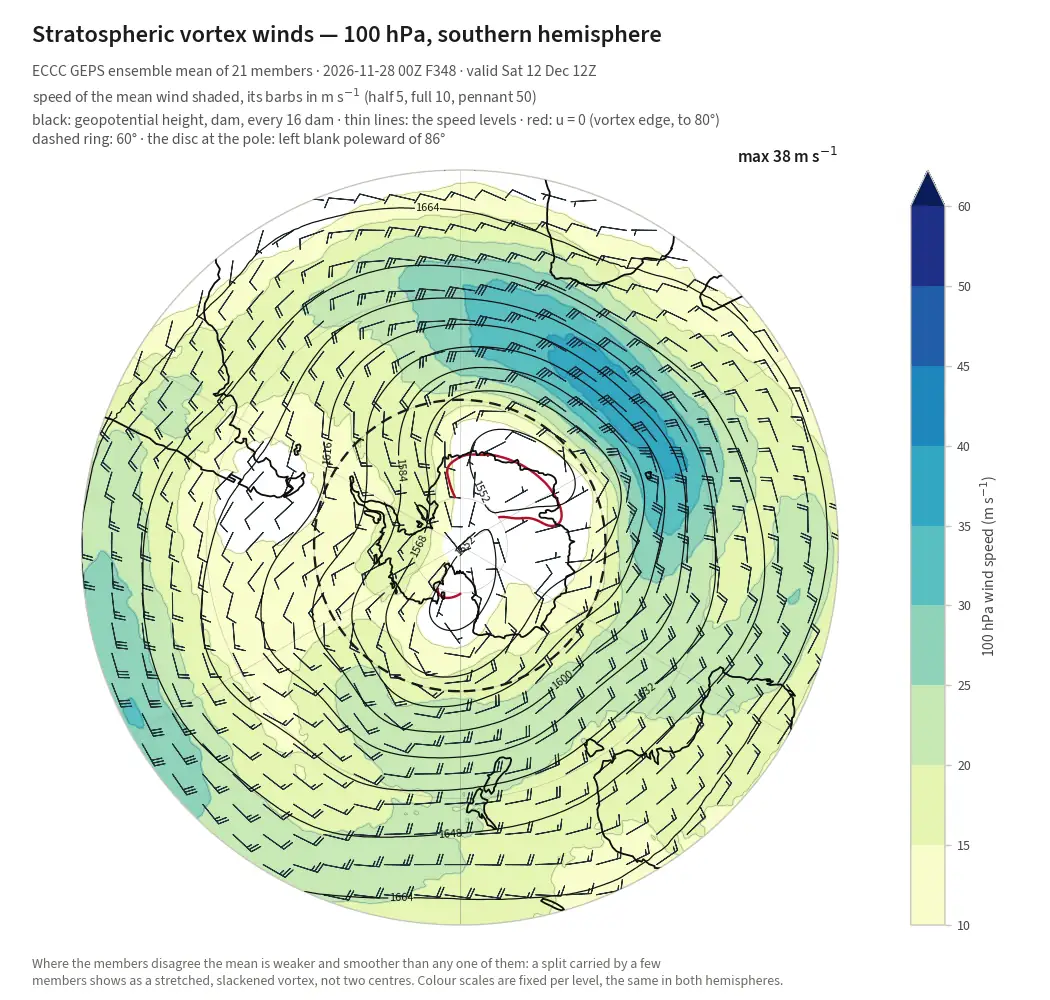 Stratospheric vortex winds — 100 hPa, southern hemisphere
ECCC GEPS ensemble mean of 21 members · 2026-11-28 00Z F348 · valid Sat 12 Dec 12Z
speed of the mean wind shaded, its barbs in m s⁻¹ (half 5, full 10, pennant 50)
black: geopotential height, dam, every 16 dam · thin lines: the speed levels · red: u = 0 (vortex edge, to 80°)
dashed ring: 60° · the disc at the pole: left blank poleward of 86°
max 38 m s⁻¹
1664
1616
1584
1552
1568
1600
1632
1648
1664
60
50
45
40
35
30
25
20
15
10
100 hPa wind speed (m s⁻¹)
Where the members disagree the mean is weaker and smoother than any one of them: a split carried by a few
members shows as a stretched, slackened vortex, not two centres. Colour scales are fixed per level, the same in both hemispheres.